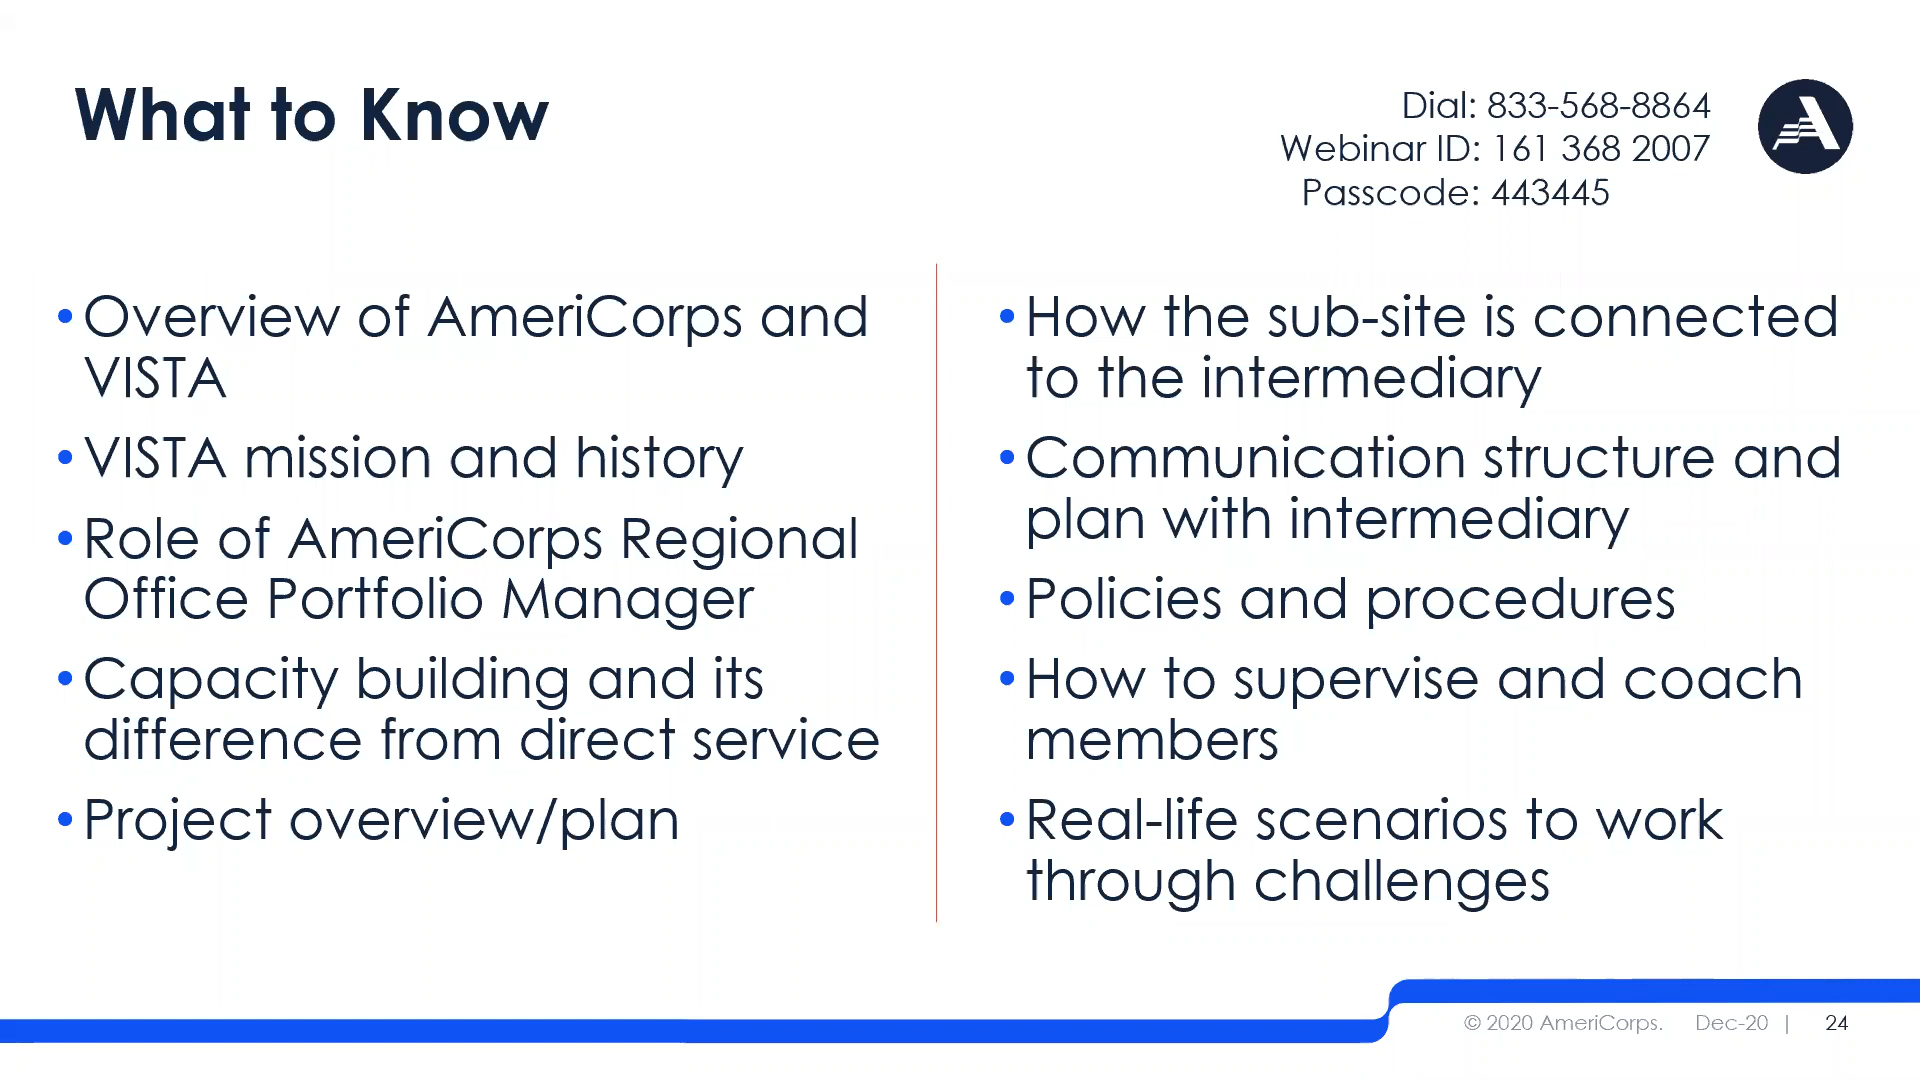 What to Know
Dial: 833-568-8864
Webinar ID: 161 368 2007
Passcode: 443445
• Overview of AmeriCorps and
VISTA
• VISTA mission and history
• Role of AmeriCorps Regional
Office Portfolio Manager
• Capacity building and its
difference from direct service
• Project overview/plan
• How the sub-site is connected
to the intermediary
• Communication structure and
plan with intermediary
• Policies and procedures
• How to supervise and coach
members
• Real-life scenarios to work
through challenges
© 2020 AmeriCorps. Dec-20 | 24